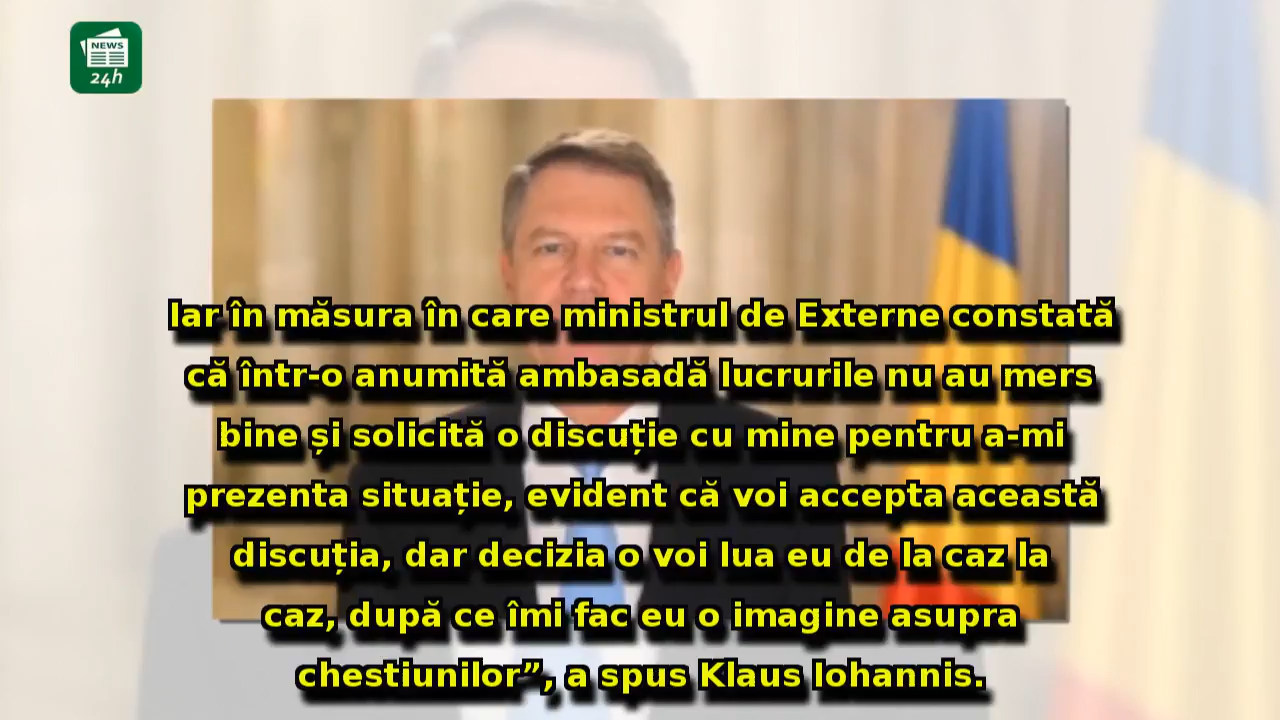 NEWS
24h
Iar în măsura în care ministrul de Externe constată
că într-o anumită ambasadă lucrurile nu au mers
bine și solicită o discuție cu mine pentru a-mi
prezenta situație, evident că voi accepta această
discuția, dar decizia o voi lua eu de la caz la
caz, după ce îmi fac eu o imagine asupra
chestiunilor”, a spus Klaus Iohannis.